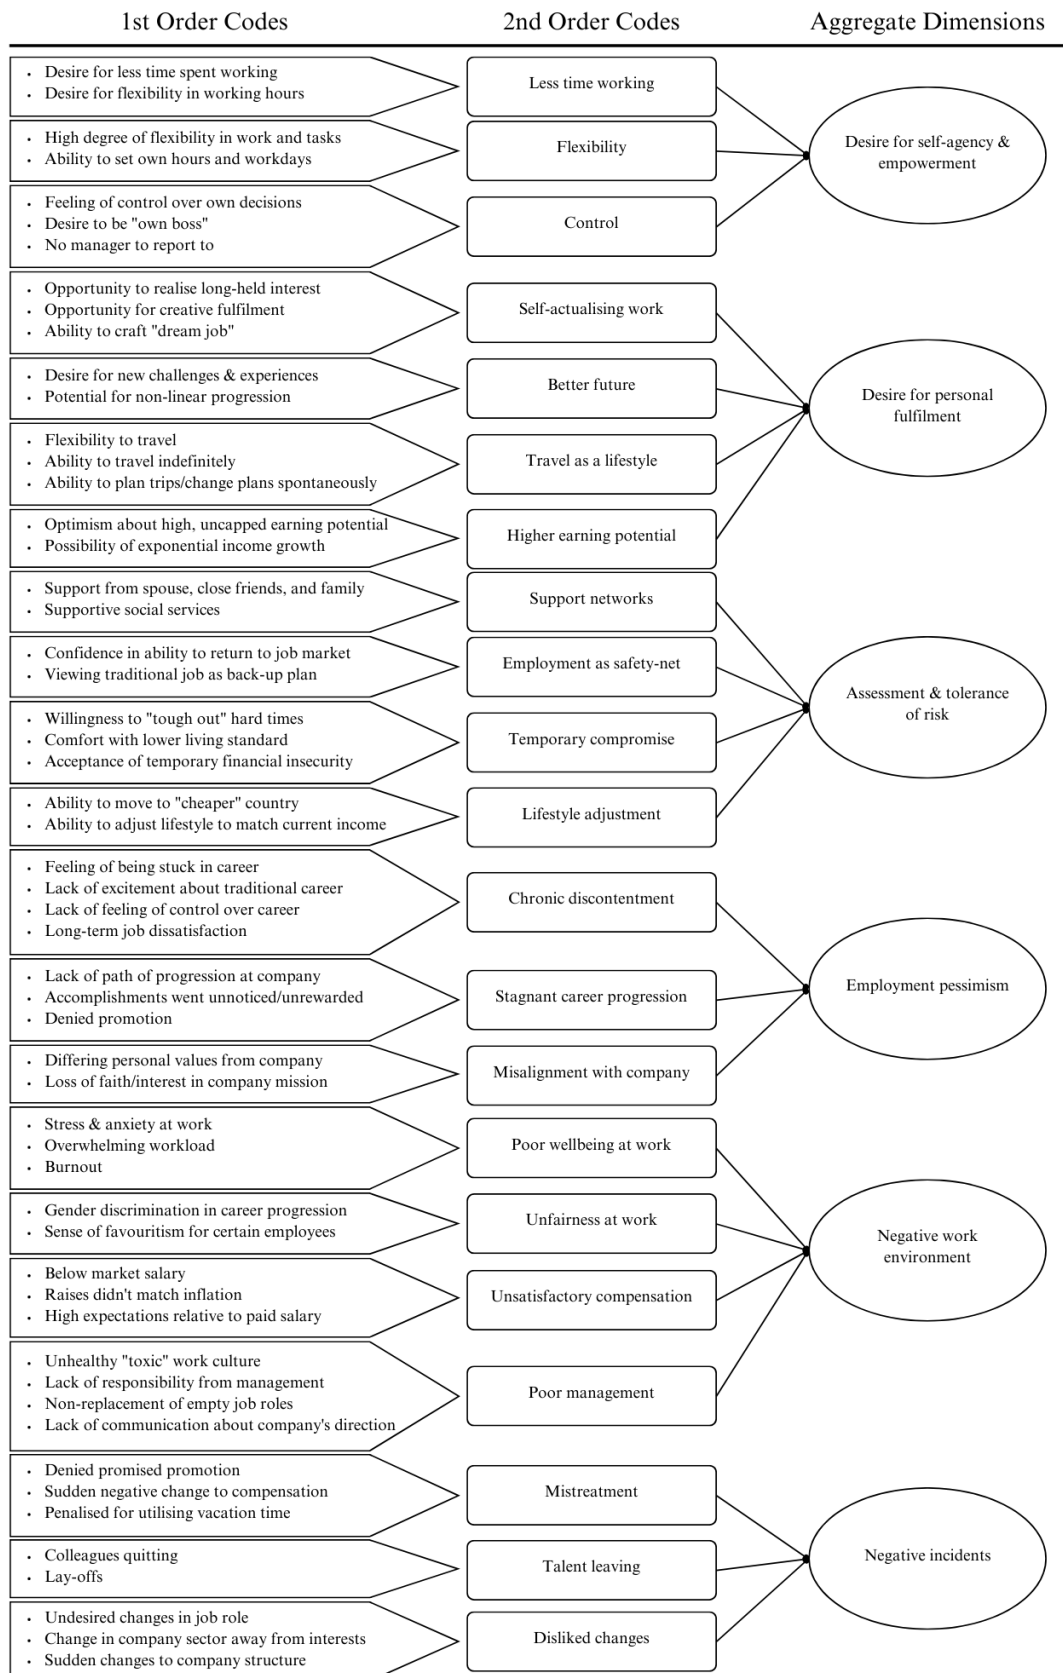 1st Order Codes
2nd Order Codes
Aggregate Dimensions
• Desire for less time spent working
• Desire for flexibility in working hours
Less time working
• High degree of flexibility in work and tasks
• Ability to set own hours and workdays
Flexibility
• Feeling of control over own decisions
• Desire to be "own boss"
• No manager to report to
Control
Desire for self-agency &
empowerment
• Opportunity to realise long-held interest
• Opportunity for creative fulfilment
• Ability to craft "dream job"
Self-actualising work
• Desire for new challenges & experiences
• Potential for non-linear progression
Better future
• Flexibility to travel
• Ability to travel indefinitely
• Ability to plan trips/change plans spontaneously
Travel as a lifestyle
• Optimism about high, uncapped earning potential
• Possibility of exponential income growth
Higher earning potential
Desire for personal
fulfilment
• Support from spouse, close friends, and family
• Supportive social services
Support networks
• Confidence in ability to return to job market
• Viewing traditional job as back-up plan
Employment as safety-net
• Willingness to "tough out" hard times
• Comfort with lower living standard
• Acceptance of temporary financial insecurity
Temporary compromise
• Ability to move to "cheaper" country
• Ability to adjust lifestyle to match current income
Lifestyle adjustment
Assessment & tolerance
of risk
• Feeling of being stuck in career
• Lack of excitement about traditional career
• Lack of feeling of control over career
• Long-term job dissatisfaction
Chronic discontentment
• Lack of path of progression at company
• Accomplishments went unnoticed/unrewarded
• Denied promotion
Stagnant career progression
• Differing personal values from company
• Loss of faith/interest in company mission
Misalignment with company
Employment pessimism
• Stress & anxiety at work
• Overwhelming workload
• Burnout
Poor wellbeing at work
• Gender discrimination in career progression
• Sense of favouritism for certain employees
Unfairness at work
• Below market salary
• Raises didn't match inflation
• High expectations relative to paid salary
Unsatisfactory compensation
• Unhealthy "toxic" work culture
• Lack of responsibility from management
• Non-replacement of empty job roles
• Lack of communication about company's direction
Poor management
Negative work
environment
• Denied promised promotion
• Sudden negative change to compensation
• Penalised for utilising vacation time
Mistreatment
• Colleagues quitting
• Lay-offs
Talent leaving
• Undesired changes in job role
• Change in company sector away from interests
• Sudden changes to company structure
Disliked changes
Negative incidents